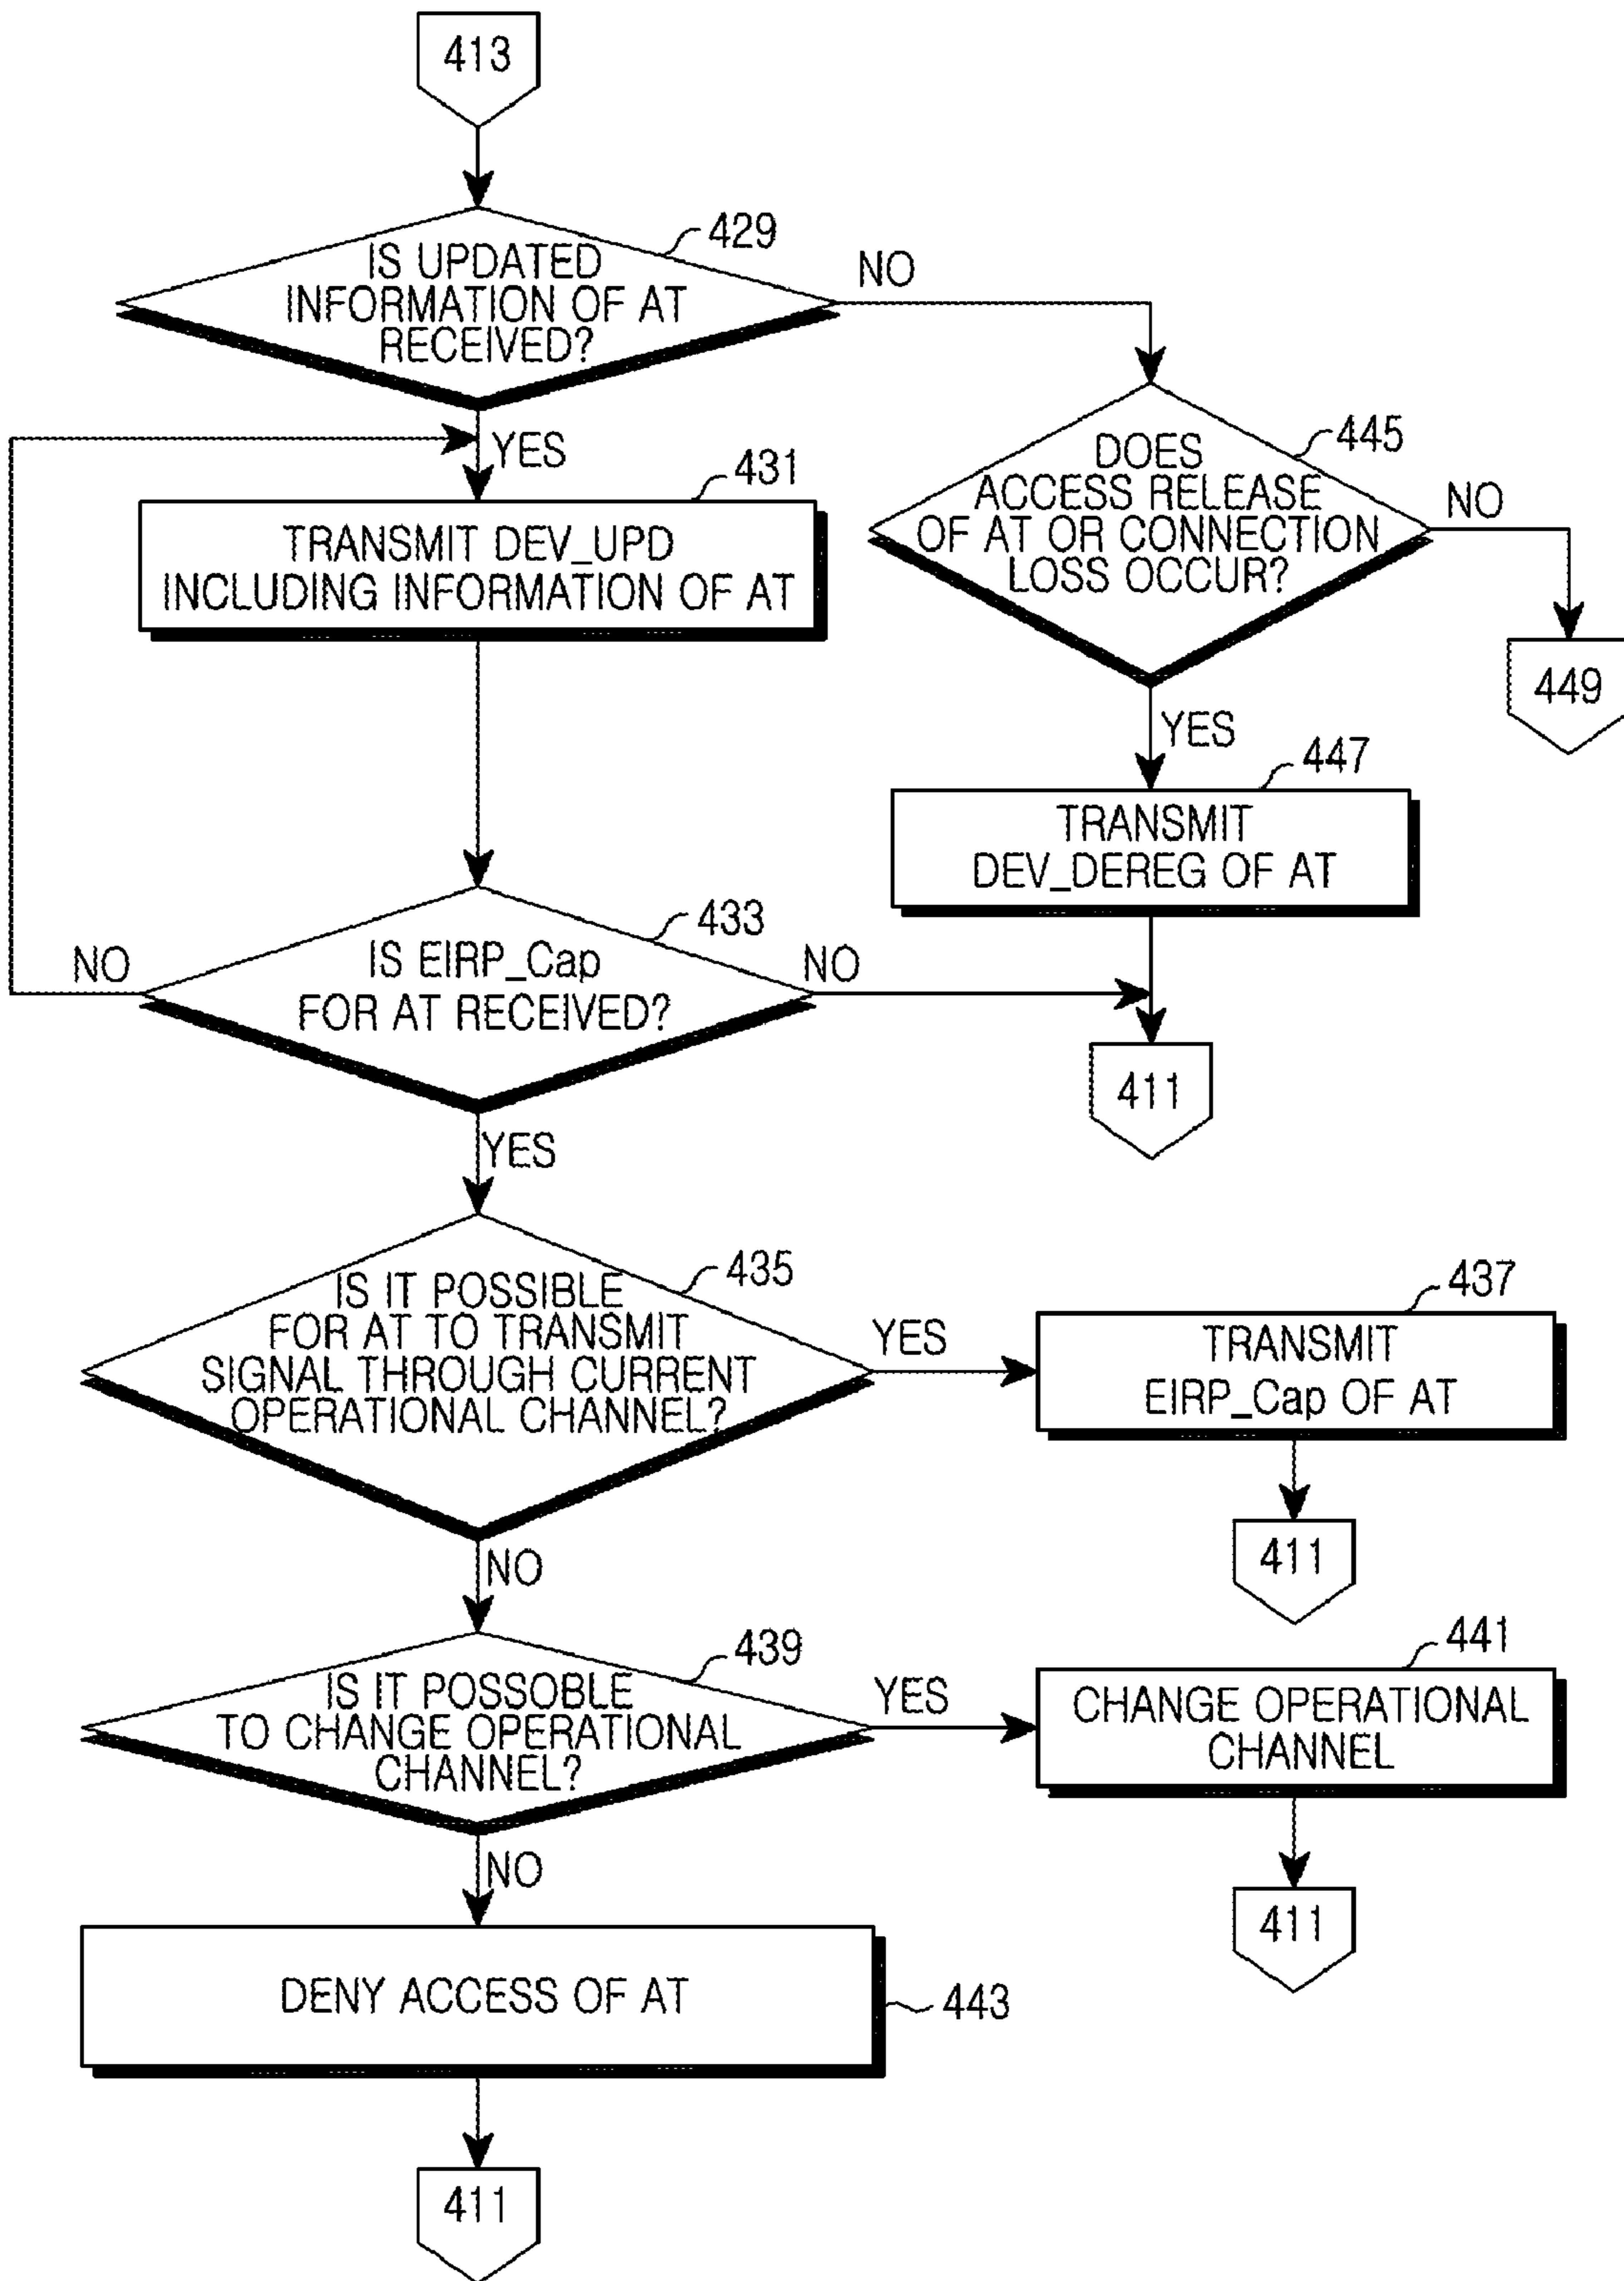 413
429
IS UPDATED
INFORMATION OF AT
RECEIVED?
NO
YES
445
DOES
ACCESS RELEASE
OF AT OR CONNECTION
LOSS OCCUR?
NO
449
431
TRANSMIT DEV_UPD
INCLUDING INFORMATION OF AT
YES
447
TRANSMIT
DEV_DEREG OF AT
433
IS EIRP_Cap
FOR AT RECEIVED?
NO
NO
411
YES
435
IS IT POSSIBLE
FOR AT TO TRANSMIT
SIGNAL THROUGH CURRENT
OPERATIONAL CHANNEL?
YES
437
TRANSMIT
EIRP_Cap OF AT
411
NO
439
IS IT POSSOBLE
TO CHANGE OPERATIONAL
CHANNEL?
YES
441
CHANGE OPERATIONAL
CHANNEL
411
NO
DENY ACCESS OF AT
443
411